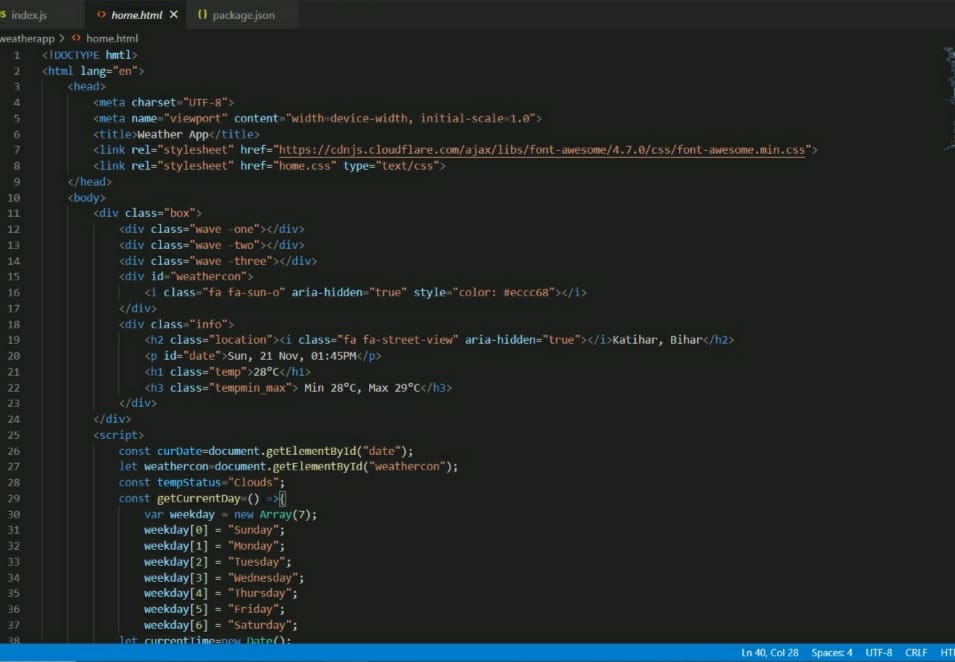 index.js
<> home.html ×
{} package.json
weatherapp > <> home.html
1 <!DOCTYPE hmtl>
2 <html lang="en">
3 <head>
4 <meta charset="UTF-8">
5 <meta name="viewport" content="width=device-width, initial-scale=1.0">
6 <title>Weather App</title>
7 <link rel="stylesheet" href="https://cdnjs.cloudflare.com/ajax/libs/font-awesome/4.7.0/css/font-awesome.min.css">
8 <link rel="stylesheet" href="home.css" type="text/css">
9 </head>
10 <body>
11 <div class="box">
12 <div class="wave -one"></div>
13 <div class="wave -two"></div>
14 <div class="wave -three"></div>
15 <div id="weathercon">
16 <i class="fa fa-sun-o" aria-hidden="true" style="color: #eccc68"></i>
17 </div>
18 <div class="info">
19 <h2 class="location"><i class="fa fa-street-view" aria-hidden="true"></i>Katihar, Bihar</h2>
20 <p id="date">Sun, 21 Nov, 01:45PM</p>
21 <h1 class="temp">28°C</h1>
22 <h3 class="tempmin_max"> Min 28°C, Max 29°C</h3>
23 </div>
24 </div>
25 <script>
26 const curDate=document.getElementById("date");
27 let weathercon=document.getElementById("weathercon");
28 const tempStatus="Clouds";
29 const getCurrentDay=() =>{
30 var weekday = new Array(7);
31 weekday[0] = "Sunday";
32 weekday[1] = "Monday";
33 weekday[2] = "Tuesday";
34 weekday[3] = "Wednesday";
35 weekday[4] = "Thursday";
36 weekday[5] = "Friday";
37 weekday[6] = "Saturday";
38 let currentTime=new Date();
Ln 40, Col 28 Spaces: 4 UTF-8 CRLF